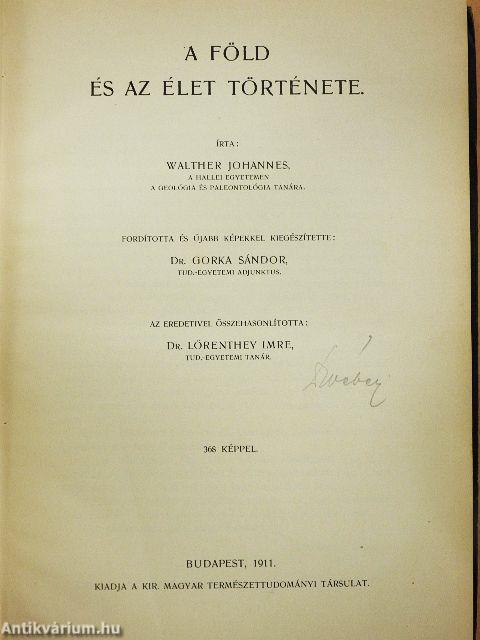 A FÖLD
ÉS AZ ÉLET TÖRTÉNETE.
ÍRTA:
WALTHER JOHANNES,
A HALLEI EGYETEMEN
A GEOLÓGIA ÉS PALEONTOLÓGIA TANÁRA.
FORDÍTOTTA ÉS ÚJABB KÉPEKKEL KIEGÉSZÍTETTE:
DR. GORKA SÁNDOR,
TUD.-EGYETEMI ADJUNKTUS.
AZ EREDETIVEL ÖSSZEHASONLÍTOTTA:
DR. LŐRENTHEY IMRE,
TUD.-EGYETEMI TANÁR.
368 KÉPPEL.
BUDAPEST, 1911.
KIADJA A KIR. MAGYAR TERMÉSZETTUDOMÁNYI TÁRSULAT.
Antikvárium.hu